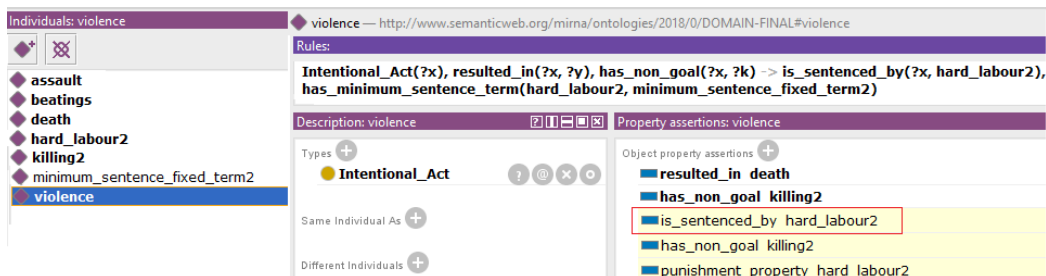 Individuals: violence
violence — http://www.semanticweb.org/mirna/ontologies/2018/0/DOMAIN-FINAL#violence
Rules:
Intentional_Act(?x), resulted_in(?x, ?y), has_non_goal(?x, ?k) -> is_sentenced_by(?x, hard_labour2),
has_minimum_sentence_term(hard_labour2, minimum_sentence_fixed_term2)
assault
beatings
death
hard_labour2
killing2
minimum_sentence_fixed_term2
violence
Description: violence
Types
Intentional_Act
Same Individual As
Different Individuals
Property assertions: violence
Object property assertions
resulted_in death
has_non_goal killing2
is_sentenced_by hard_labour2
has_non_goal killing2
punishment_property hard_labour2